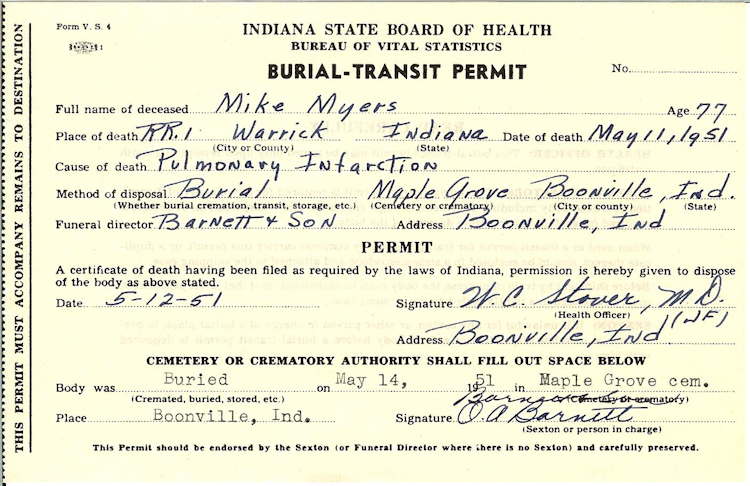 Form V. S. 4
INDIANA STATE BOARD OF HEALTH
BUREAU OF VITAL STATISTICS
BURIAL-TRANSIT PERMIT
No.
Full name of deceased Mike Myers Age 77
Place of death RR.1 Warrick Indiana Date of death May 11, 1951
(City or County) (State)
Cause of death Pulmonary Infarction
Method of disposal Burial Maple Grove Boonville, Ind.
(Whether burial cremation, transit, storage, etc.) (Cemetery or crematory) (City or county) (State)
Funeral director Barnett & Son Address Boonville, Ind
PERMIT
A certificate of death having been filed as required by the laws of Indiana, permission is hereby given to dispose
of the body as above stated.
Date 5-12-51 Signature W.C. Stover, M.D.
(Health Officer) (WF)
Address Boonville, Ind
CEMETERY OR CREMATORY AUTHORITY SHALL FILL OUT SPACE BELOW
Body was Buried on May 14, 1951 in Maple Grove cem.
(Cremated, buried, stored, etc.) (Cemetery or crematory)
Place Boonville, Ind. Signature O.A. Barnett
(Sexton or person in charge)
This Permit should be endorsed by the Sexton (or Funeral Director where there is no Sexton) and carefully preserved.
THIS PERMIT MUST ACCOMPANY REMAINS TO DESTINATION